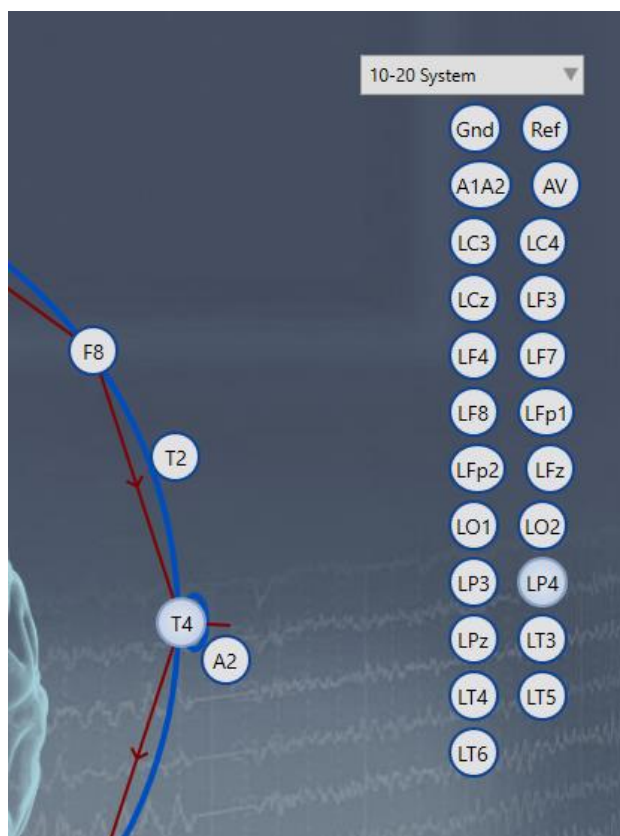 10-20 System
Gnd Ref
A1A2 AV
LC3 LC4
LCz LF3
F8
LF4 LF7
LF8 LFp1
T2
LFp2 LFz
LO1 LO2
LP3 LP4
T4
A2
LPz LT3
LT4 LT5
LT6